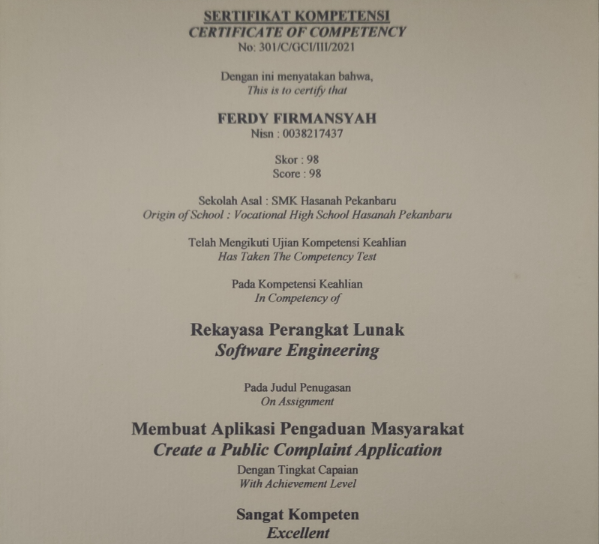 SERTIFIKAT KOMPETENSI
CERTIFICATE OF COMPETENCY
No: 301/C/GCI/III/2021
Dengan ini menyatakan bahwa,
This is to certify that
FERDY FIRMANSYAH
Nisn : 0038217437
Skor : 98
Score : 98
Sekolah Asal : SMK Hasanah Pekanbaru
Origin of School : Vocational High School Hasanah Pekanbaru
Telah Mengikuti Ujian Kompetensi Keahlian
Has Taken The Competency Test
Pada Kompetensi Keahlian
In Competency of
Rekayasa Perangkat Lunak
Software Engineering
Pada Judul Penugasan
On Assignment
Membuat Aplikasi Pengaduan Masyarakat
Create a Public Complaint Application
Dengan Tingkat Capaian
With Achievement Level
Sangat Kompeten
Excellent